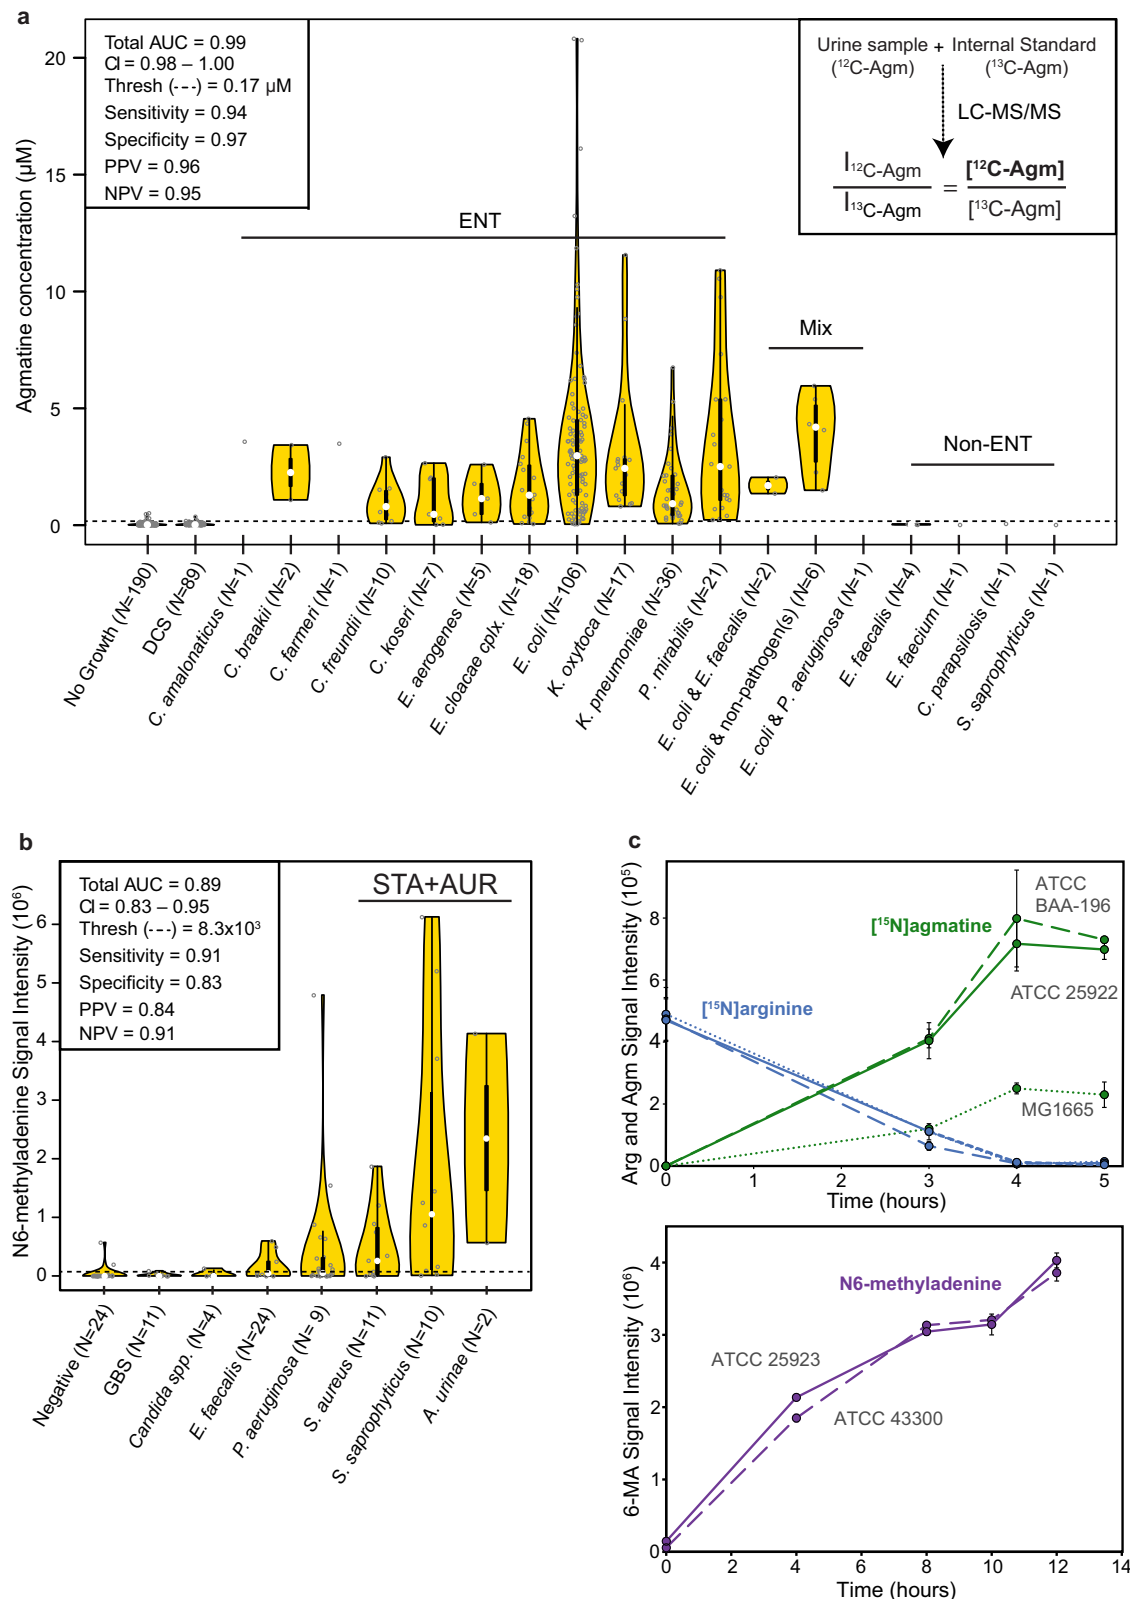 a
Total AUC = 0.99
CI = 0.98 – 1.00
Thresh (---) = 0.17 µM
Sensitivity = 0.94
Specificity = 0.97
PPV = 0.96
NPV = 0.95
Urine sample + Internal Standard
(¹²C-Agm) (¹³C-Agm)
LC-MS/MS
I¹²C-Agm / I¹³C-Agm = [¹²C-Agm] / [¹³C-Agm]
ENT
Mix
Non-ENT
Agmatine concentration (µM)
20
15
10
5
0
No Growth (N=190)
DCS (N=89)
C. amalonaticus (N=1)
C. braakii (N=2)
C. farmeri (N=1)
C. freundii (N=10)
C. koseri (N=7)
E. aerogenes (N=5)
E. cloacae cplx. (N=18)
E. coli (N=106)
K. oxytoca (N=17)
K. pneumoniae (N=36)
P. mirabilis (N=21)
E. coli & E. faecalis (N=2)
E. coli & non-pathogen(s) (N=6)
E. coli & P. aeruginosa (N=1)
E. faecalis (N=4)
E. faecium (N=1)
C. parapsilosis (N=1)
S. saprophyticus (N=1)
b
Total AUC = 0.89
CI = 0.83 – 0.95
Thresh (---) = 8.3x10³
Sensitivity = 0.91
Specificity = 0.83
PPV = 0.84
NPV = 0.91
STA+AUR
N6-methyladenine Signal Intensity (10⁶)
6
5
4
3
2
1
0
Negative (N=24)
GBS (N=11)
Candida spp. (N=4)
E. faecalis (N=24)
P. aeruginosa (N= 9)
S. aureus (N=11)
S. saprophyticus (N=10)
A. urinae (N=2)
c
Arg and Agm Signal Intensity (10⁵)
8
6
4
2
0
[¹⁵N]agmatine
ATCC
BAA-196
ATCC 25922
[¹⁵N]arginine
MG1665
0 1 2 3 4 5
Time (hours)
6-MA Signal Intensity (10⁶)
4
3
2
1
0
N6-methyladenine
ATCC 25923
ATCC 43300
0 2 4 6 8 10 12 14
Time (hours)